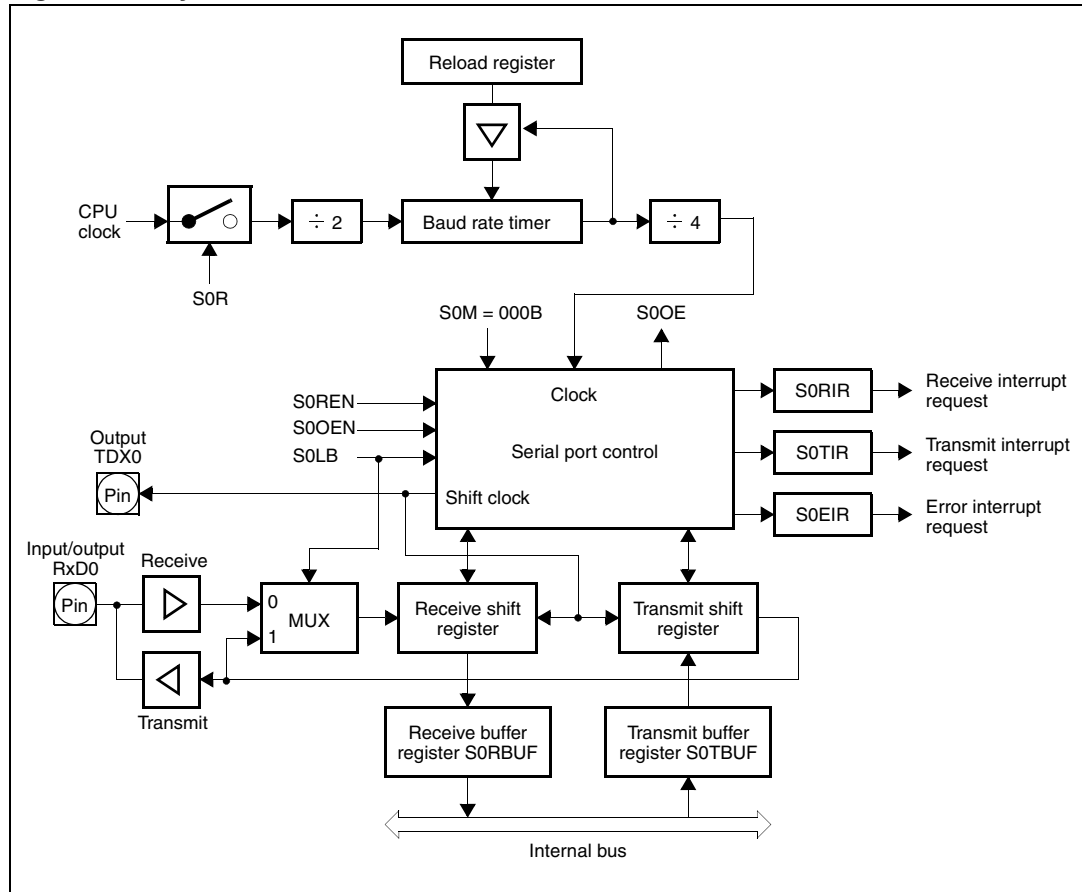 Reload register
CPU
clock
÷ 2
Baud rate timer
÷ 4
S0R
S0M = 000B
S0OE
Clock
S0REN
S0OEN
S0LB
Serial port control
Shift clock
S0RIR
Receive interrupt
request
S0TIR
Transmit interrupt
request
S0EIR
Error interrupt
request
Output
TDX0
Pin
Input/output
RxD0
Pin
Receive
0
MUX
1
Receive shift
register
Transmit shift
register
Transmit
Receive buffer
register S0RBUF
Transmit buffer
register S0TBUF
Internal bus